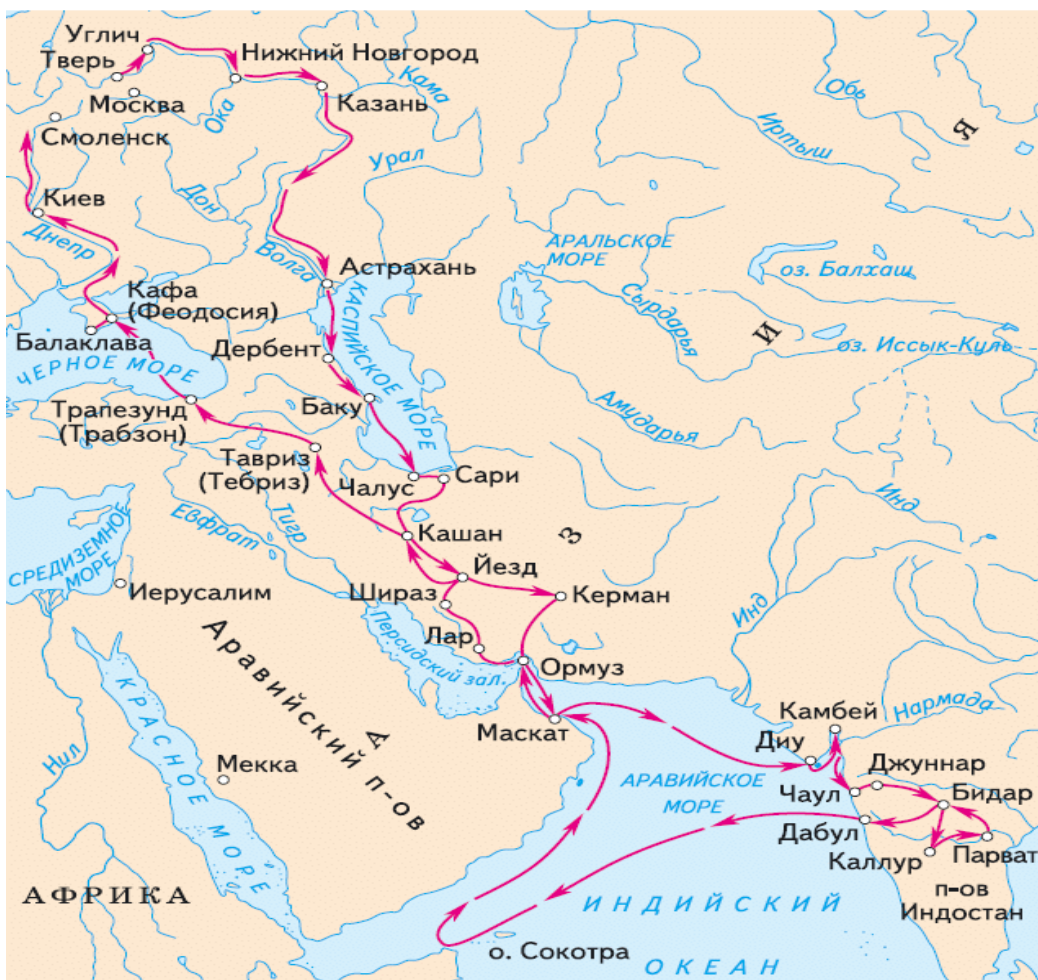 Углич
Тверь
Нижний Новгород
Казань
Кама
Обь
Москва
Ока
Смоленск
Иртыш
Я
Урал
Дон
Киев
Днепр
Волга
Астрахань
АРАЛЬСКОЕ
МОРЕ
оз. Балхаш
Кафа
(Феодосия)
КАСПИЙСКОЕ МОРЕ
Сырдарья
И
Балаклава
Дербент
оз. Иссык-Куль
ЧЕРНОЕ МОРЕ
Баку
Амударья
Трапезунд
(Трабзон)
Тавриз
(Тебриз)
Чалус
Сари
Инд
Тигр
Евфрат
Кашан
З
СРЕДИЗЕМНОЕ
МОРЕ
Йезд
Иерусалим
Шираз
Керман
Инд
Лар
Аравийский п-ов
Персидский зал.
Ормуз
КРАСНОЕ МОРЕ
Маскат
Камбей
Нармада
Нил
А
Диу
Мекка
Джуннар
АРАВИЙСКОЕ
МОРЕ
Чаул
Бидар
Дабул
Каллур
Парват
АФРИКА
п-ов
Индостан
ИНДИЙСКИЙ
ОКЕАН
о. Сокотра